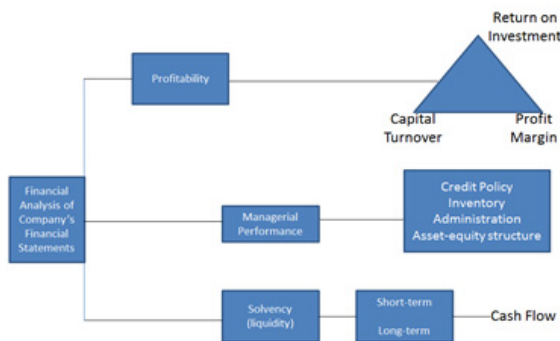 Return on
Investment
Profitability
Capital
Turnover
Profit
Margin
Financial
Analysis of
Company's
Financial
Statements
Managerial
Performance
Credit Policy
Inventory
Administration
Asset-equity structure
Solvency
(liquidity)
Short-term
Long-term
Cash Flow